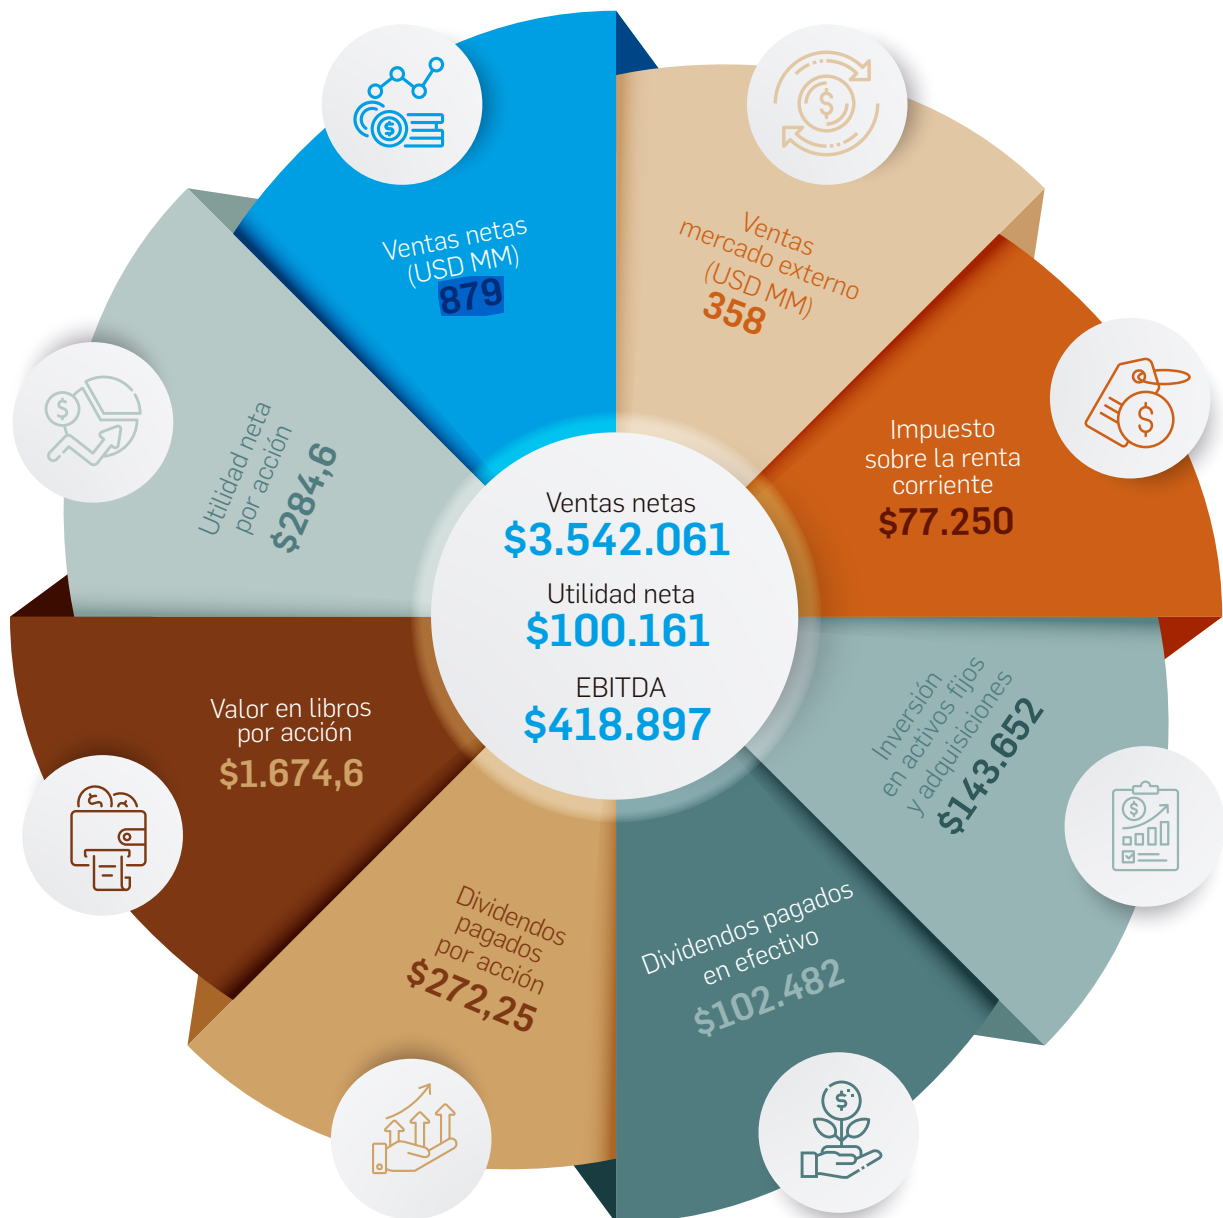 Ventas netas
(USD MM)
879
Ventas
mercado externo
(USD MM)
358
Impuesto
sobre la renta
corriente
$77.250
Inversión
en activos fijos
y adquisiciones
$143.652
Dividendos pagados
en efectivo
$102.482
Dividendos
pagados
por acción
$272,25
Valor en libros
por acción
$1.674,6
Utilidad neta
por acción
$284,6
Ventas netas
$3.542.061
Utilidad neta
$100.161
EBITDA
$418.897